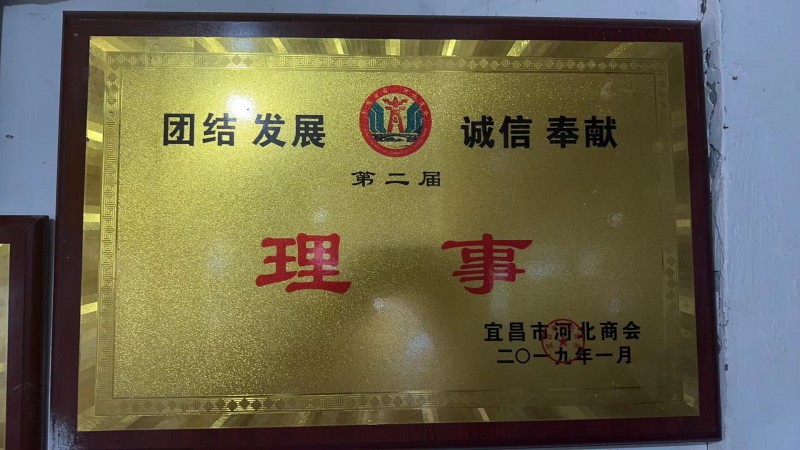 团结 发展 诚信 奉献
第二届
理事
宜昌市河北商会
二〇一九年一月